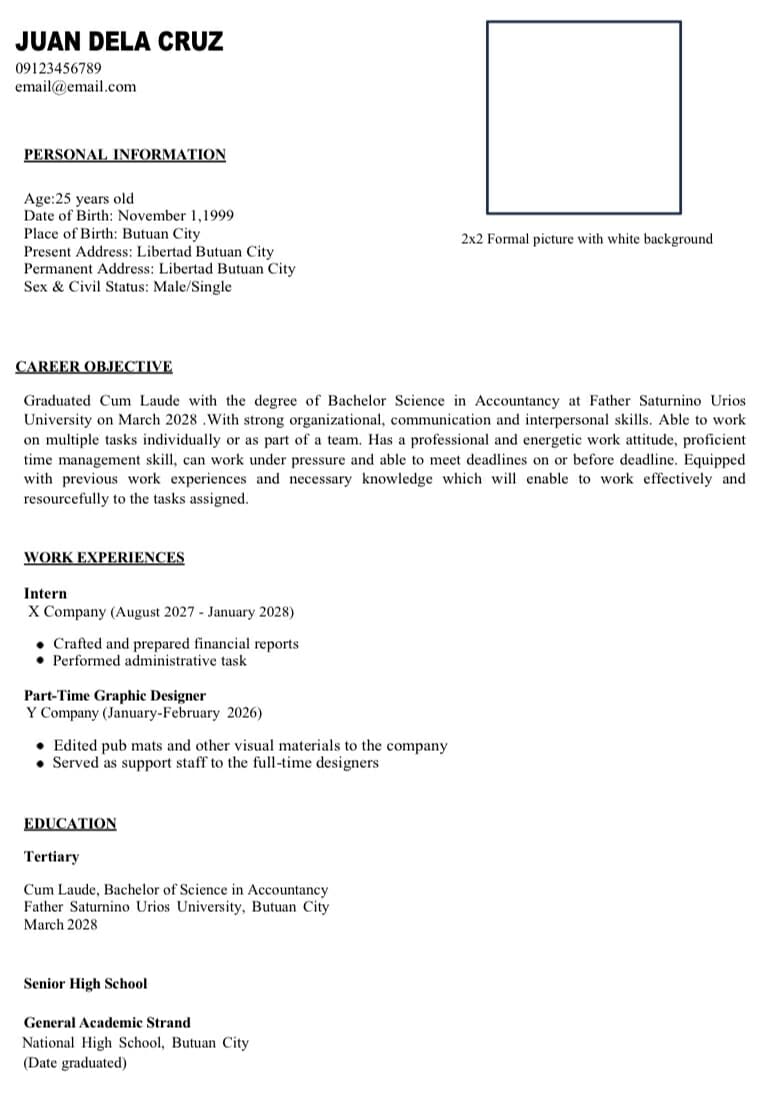 JUAN DELA CRUZ
09123456789
email@email.com
2x2 Formal picture with white background
PERSONAL INFORMATION
Age:25 years old
Date of Birth: November 1,1999
Place of Birth: Butuan City
Present Address: Libertad Butuan City
Permanent Address: Libertad Butuan City
Sex & Civil Status: Male/Single
CAREER OBJECTIVE
Graduated Cum Laude with the degree of Bachelor Science in Accountancy at Father Saturnino Urios
University on March 2028 .With strong organizational, communication and interpersonal skills. Able to work
on multiple tasks individually or as part of a team. Has a professional and energetic work attitude, proficient
time management skill, can work under pressure and able to meet deadlines on or before deadline. Equipped
with previous work experiences and necessary knowledge which will enable to work effectively and
resourcefully to the tasks assigned.
WORK EXPERIENCES
Intern
X Company (August 2027 - January 2028)
● Crafted and prepared financial reports
● Performed administrative task
Part-Time Graphic Designer
Y Company (January-February 2026)
● Edited pub mats and other visual materials to the company
● Served as support staff to the full-time designers
EDUCATION
Tertiary
Cum Laude, Bachelor of Science in Accountancy
Father Saturnino Urios University, Butuan City
March 2028
Senior High School
General Academic Strand
National High School, Butuan City
(Date graduated)